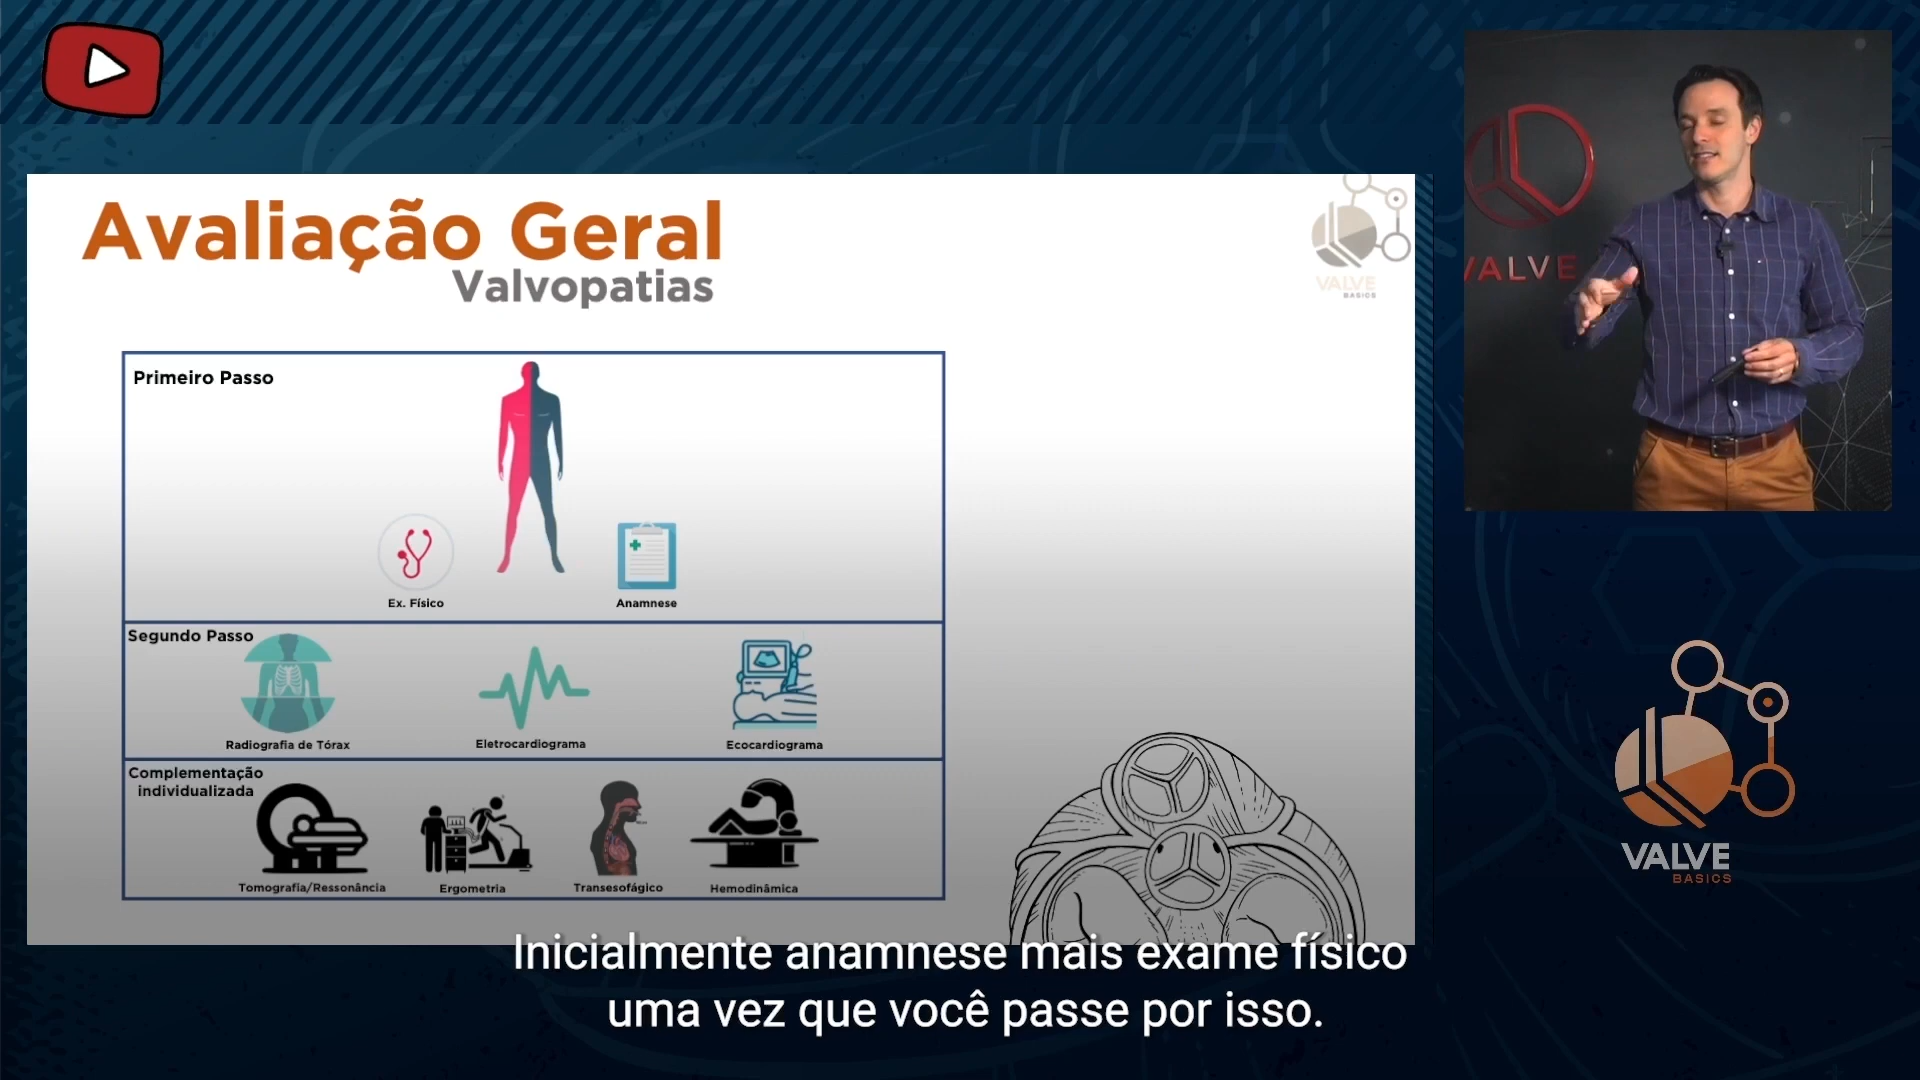 Avaliação Geral
Valvopatias
VALVE
BASICS
VALVE
Primeiro Passo
Ex. Físico
Anamnese
Segundo Passo
Radiografia de Tórax
Eletrocardiograma
Ecocardiograma
Complementação
individualizada
Tomografia/Ressonância
Ergometria
Transesofágico
Hemodinâmica
VALVE
BASICS
Inicialmente anamnese mais exame físico
uma vez que você passe por isso.